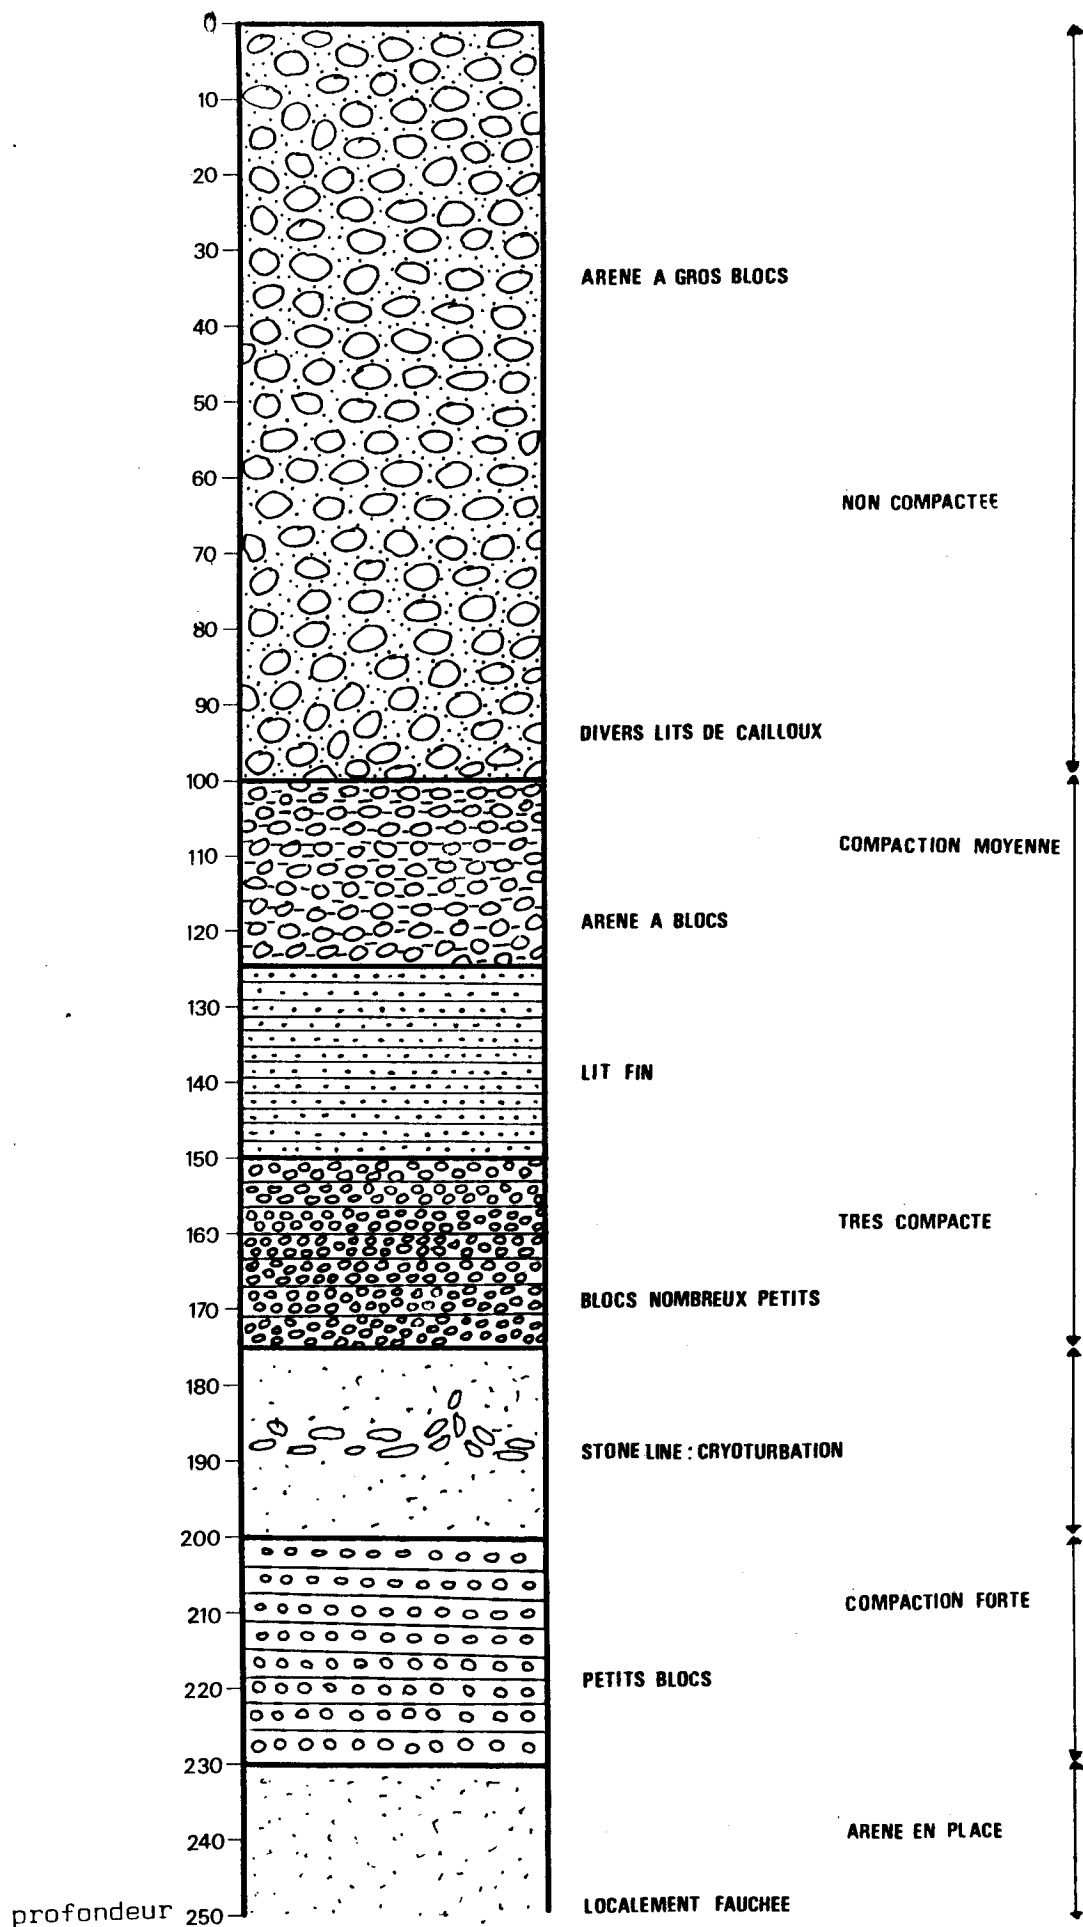 0
10
20
30
ARENE A GROS BLOCS
40
50
60
NON COMPACTEE
70
80
90
DIVERS LITS DE CAILLOUX
100
110
COMPACTION MOYENNE
120
ARENE A BLOCS
130
140
LIT FIN
150
160
TRES COMPACTE
170
BLOCS NOMBREUX PETITS
180
190
STONE LINE : CRYOTURBATION
200
210
COMPACTION FORTE
220
PETITS BLOCS
230
240
ARENE EN PLACE
LOCALEMENT FAUCHEE
profondeur 250